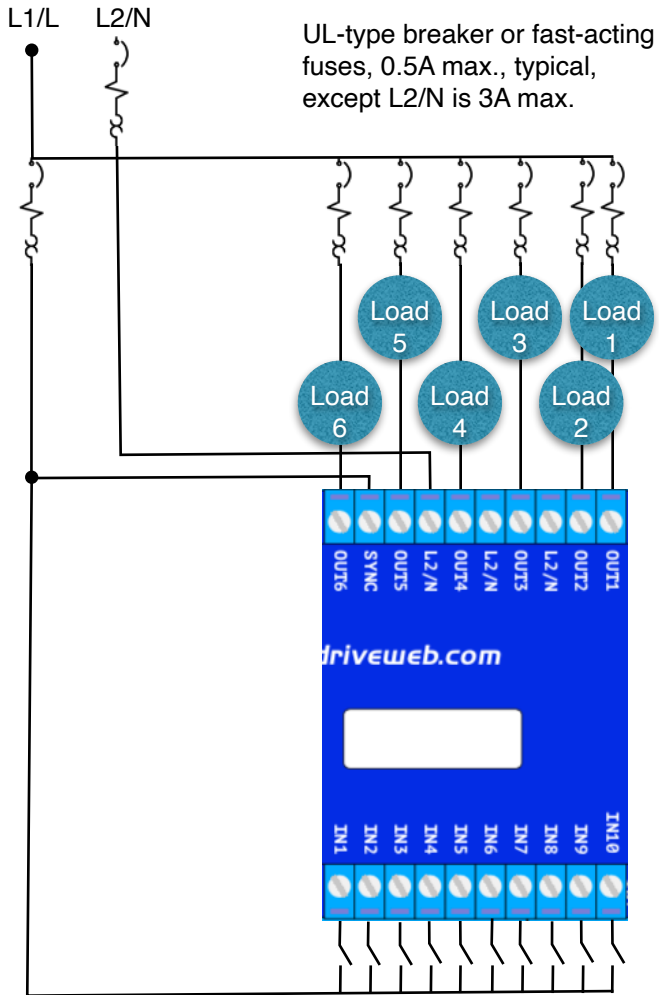 L1/L L2/N
UL-type breaker or fast-acting
fuses, 0.5A max., typical,
except L2/N is 3A max.
Load
5
Load
3
Load
1
Load
6
Load
4
Load
2
OUT6 SYNC OUT5 L2/N OUT4 L2/N OUT3 L2/N OUT2 OUT1
driveweb.com
IN1 IN2 IN3 IN4 IN5 IN6 IN7 IN8 IN9 IN10